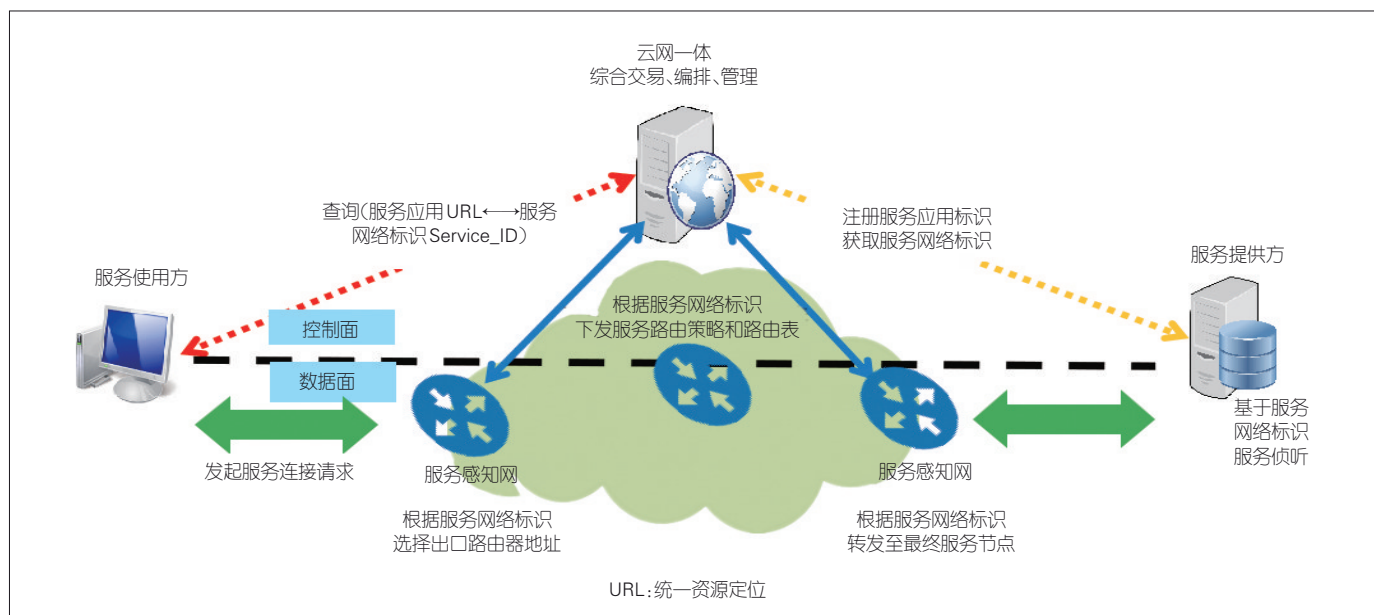 云网一体
综合交易、编排、管理
查询(服务应用URL←→服务
网络标识Service_ID)
注册服务应用标识
获取服务网络标识
服务使用方
服务提供方
根据服务网络标识
下发服务路由策略和路由表
控制面
数据面
基于服务
网络标识
服务侦听
发起服务连接请求
服务感知网
服务感知网
根据服务网络标识
选择出口路由器地址
根据服务网络标识
转发至最终服务节点
URL:统一资源定位